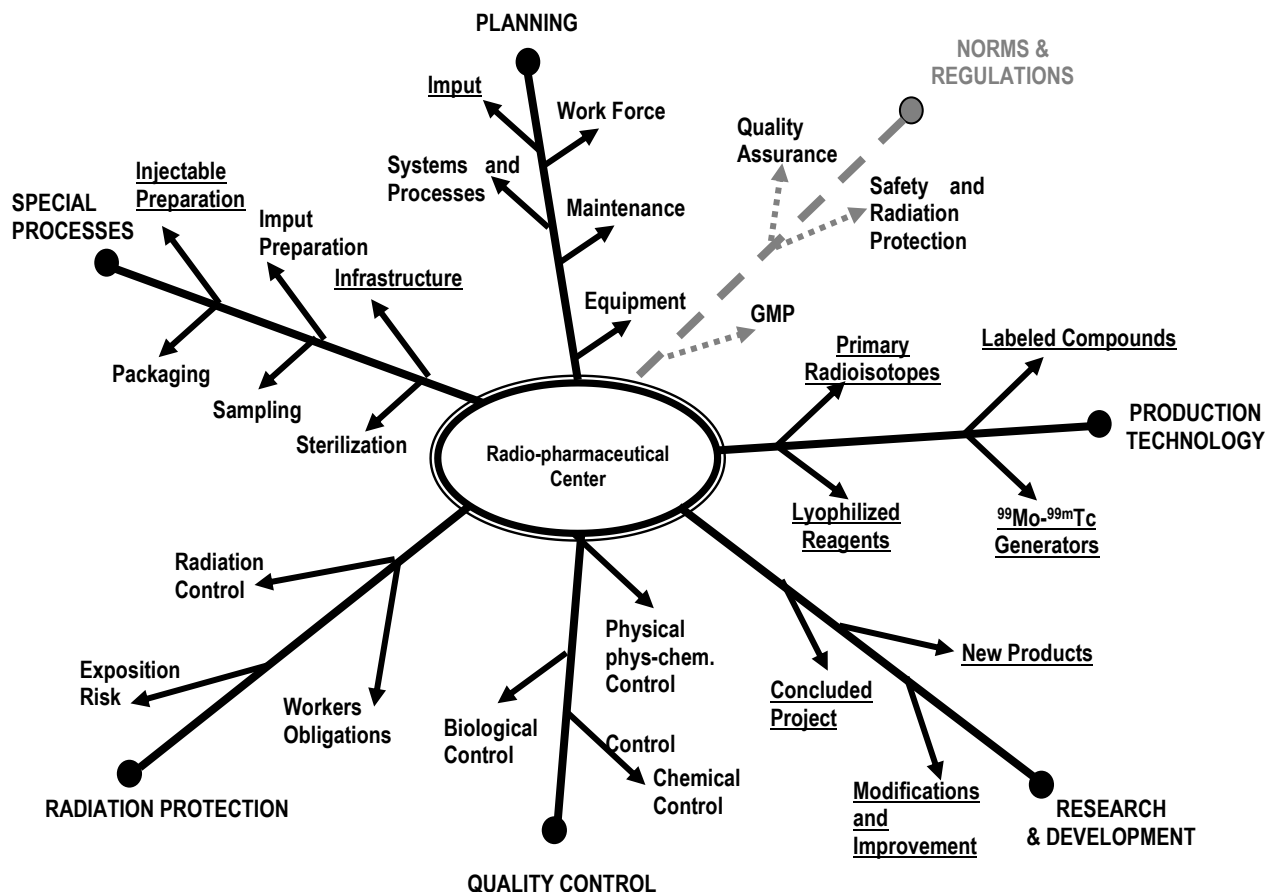 PLANNING
NORMS &
REGULATIONS
Imput
Work Force
Quality
Assurance
Systems and
Processes
Safety and
Radiation
Protection
Maintenance
Injectable
Preparation
SPECIAL
PROCESSES
Imput
Preparation
Infrastructure
Equipment
GMP
Primary
Radioisotopes
Labeled Compounds
Packaging
Sampling
Sterilization
PRODUCTION
TECHNOLOGY
Radio-pharmaceutical
Center
Lyophilized
Reagents
⁹⁹Mo-⁹⁹ᵐTc
Generators
Radiation
Control
Physical
phys-chem.
Control
New Products
Exposition
Risk
Workers
Obligations
Biological
Control
Concluded
Project
Control
Chemical
Control
Modifications
and
Improvement
RADIATION PROTECTION
RESEARCH
& DEVELOPMENT
QUALITY CONTROL